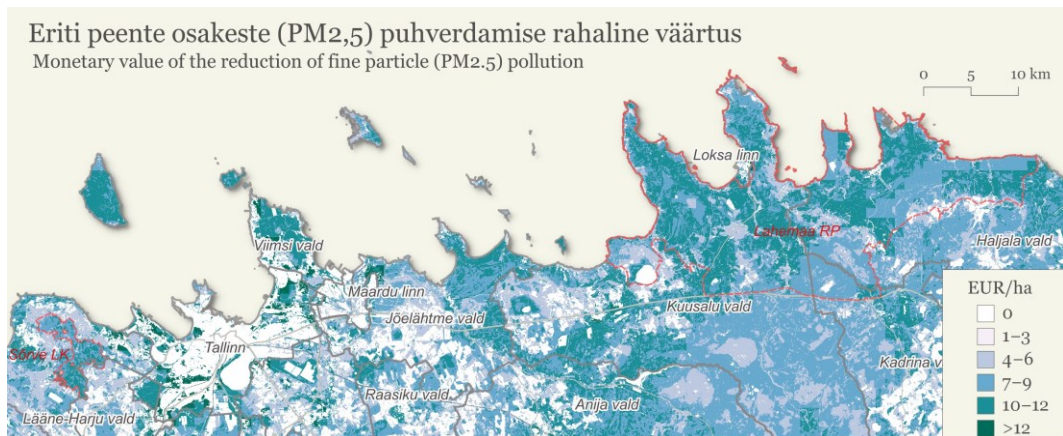 Eriti peente osakeste (PM2,5) puhverdamise rahaline väärtus
Monetary value of the reduction of fine particle (PM2.5) pollution
0 5 10 km
Loksa linn
Viimsi vald
Lahemaa RP
Haljala vald
Maardu linn
Kuusalu vald
Jõelähtme vald
Tallinn
Sõrve LK
Kadrina v
Raasiku vald
Anija vald
Lääne-Harju vald
EUR/ha
0
1–3
4–6
7–9
10–12
>12